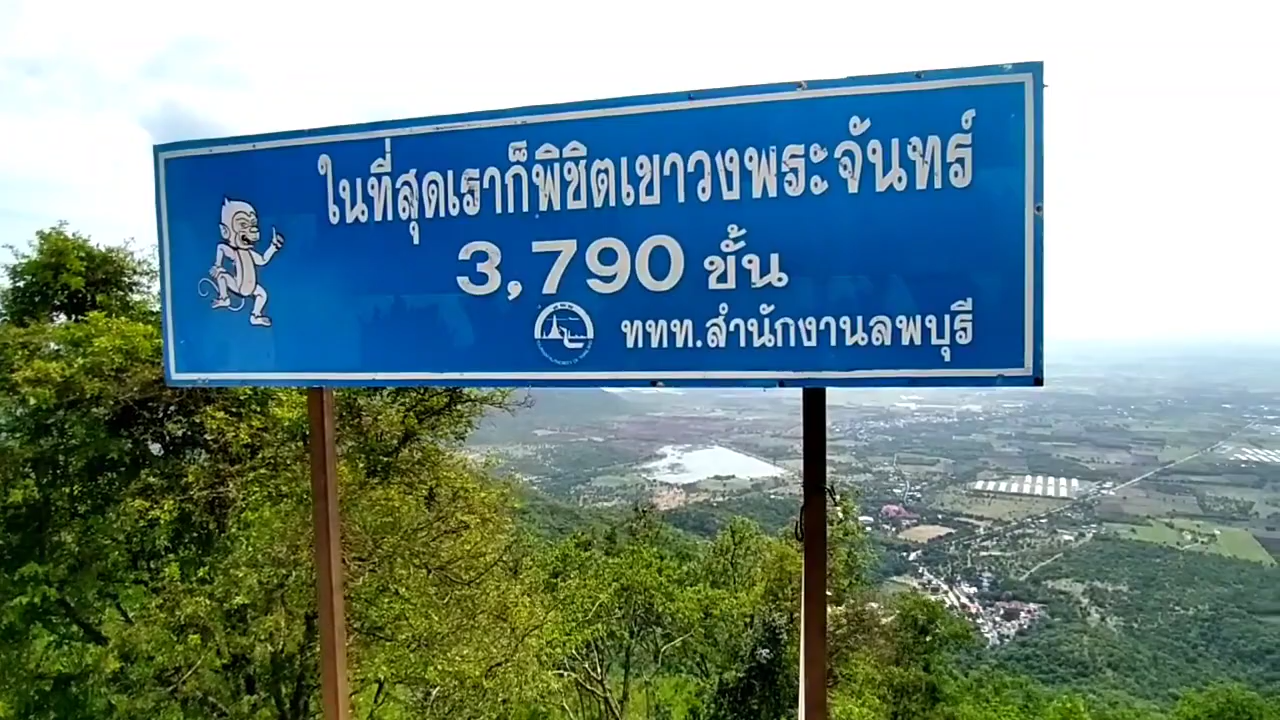 ในที่สุดเราก็พิชิตเขาวงพระจันทร์
3,790 ขั้น
ททท.สำนักงานลพบุรี